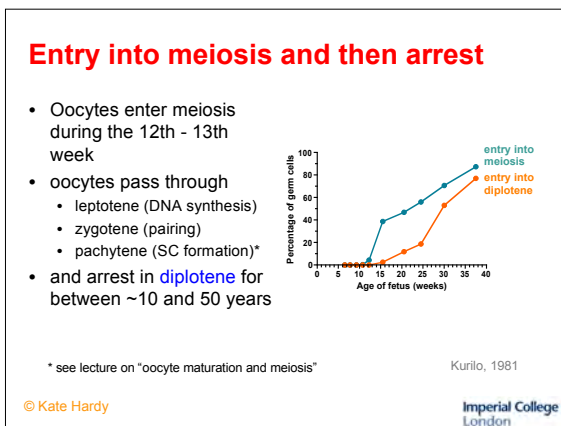 Entry into meiosis and then arrest
• Oocytes enter meiosis
during the 12th - 13th
week
• oocytes pass through
• leptotene (DNA synthesis)
• zygotene (pairing)
• pachytene (SC formation)*
• and arrest in diplotene for
between ~10 and 50 years
entry into
meiosis
entry into
diplotene
Percentage of germ cells
100
80
60
40
20
0
0 5 10 15 20 25 30 35 40
Age of fetus (weeks)
* see lecture on "oocyte maturation and meiosis"
Kurilo, 1981
© Kate Hardy
Imperial College
London